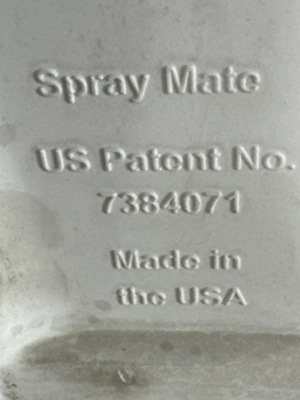 Spray Mate
US Patent No.
7384071
Made in
the USA